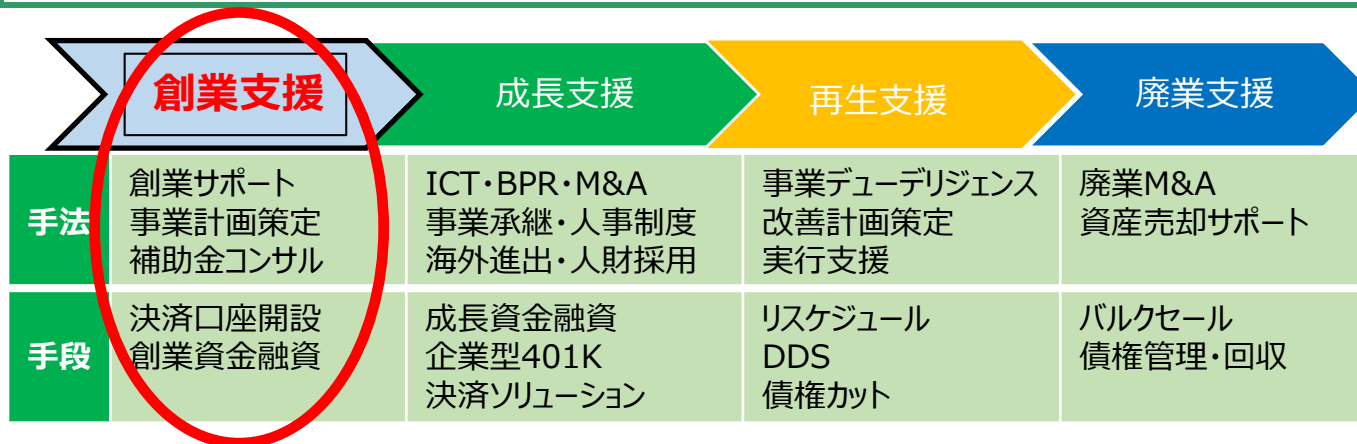 創業支援
成長支援
再生支援
廃業支援
手法
創業サポート
事業計画策定
補助金コンサル
ICT・BPR・M&A
事業承継・人事制度
海外進出・人財採用
事業デューデリジェンス
改善計画策定
実行支援
廃業M&A
資産売却サポート
手段
決済口座開設
創業資金融資
成長資金融資
企業型401K
決済ソリューション
リスケジュール
DDS
債権カット
バルクセール
債権管理・回収